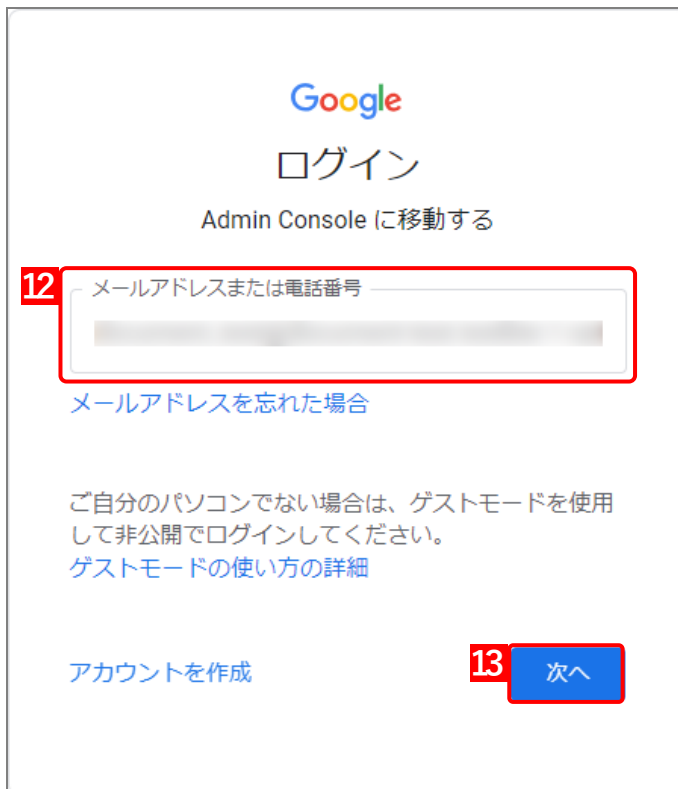 Google
ログイン
Admin Console に移動する
12
メールアドレスまたは電話番号
メールアドレスを忘れた場合
ご自分のパソコンでない場合は、ゲストモードを使用
して非公開でログインしてください。
ゲストモードの使い方の詳細
アカウントを作成
13
次へ